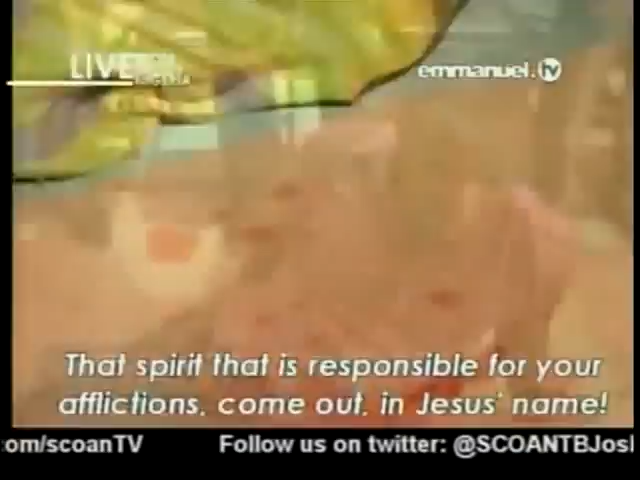 LIVE
emmanuel.tv
That spirit that is responsible for your
afflictions, come out, in Jesus' name!
:om/scoanTV Follow us on twitter: @SCOANTBJosl